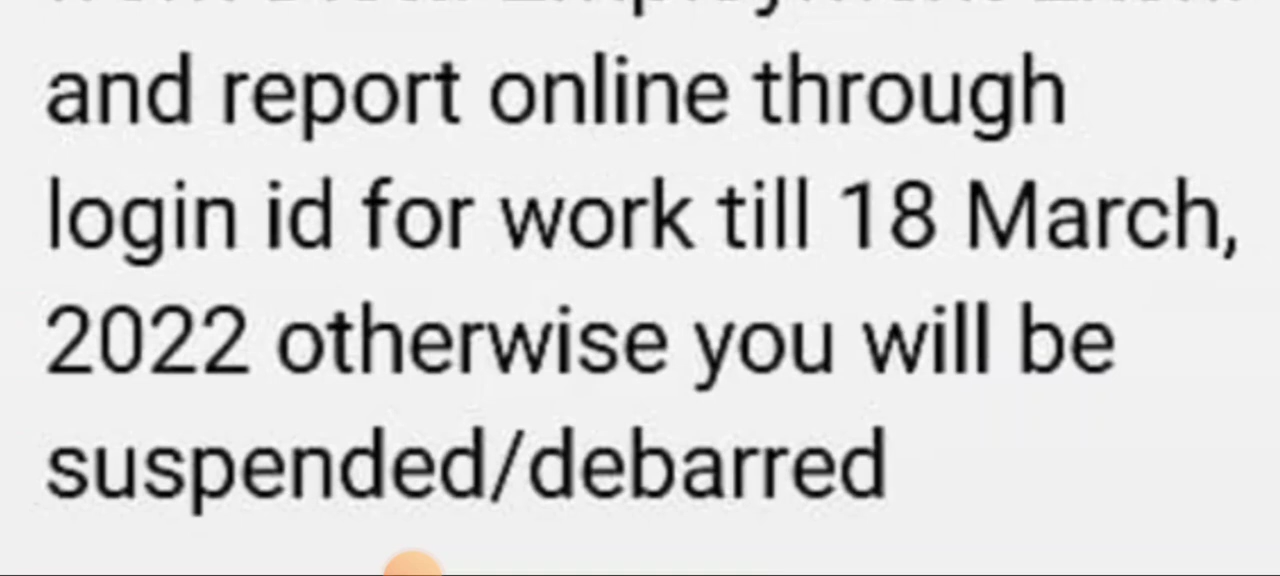 and report online through
login id for work till 18 March,
2022 otherwise you will be
suspended/debarred